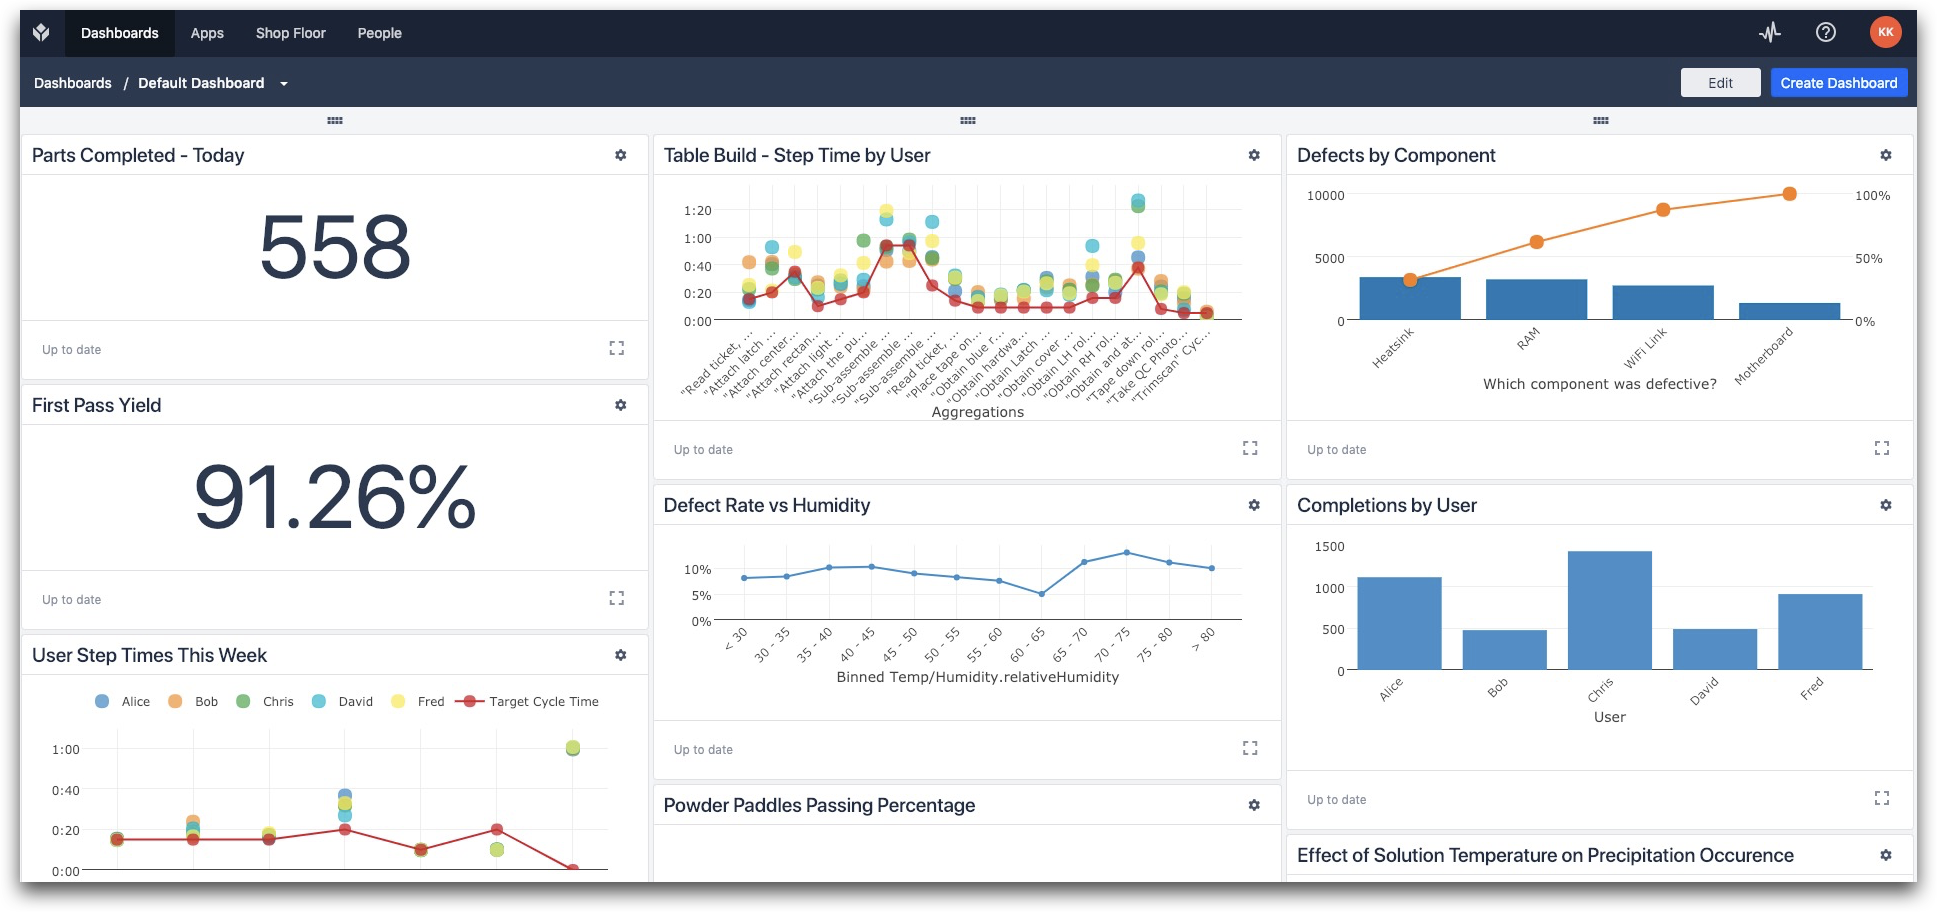 Dashboards Apps Shop Floor People
KK
Dashboards / Default Dashboard
Edit
Create Dashboard
Parts Completed - Today
558
Up to date
First Pass Yield
91.26%
Up to date
User Step Times This Week
Alice Bob Chris David Fred Target Cycle Time
1:00
0:40
0:20
0:00
Table Build - Step Time by User
1:20
1:00
0:40
0:20
0:00
"Read ticket, ...
"Attach latch ...
"Attach center...
"Attach rectan...
"Attach light ...
"Attach the pu...
"Sub-assemble ...
"Sub-assemble ...
"Sub-assemble ...
"Read ticket, ...
"Place tape on...
"Obtain blue r...
"Obtain hardwa...
"Obtain Latch ...
"Obtain cover ...
"Obtain LH rol...
"Obtain RH rol...
"Obtain and at...
"Tape down rol...
"Take QC Photo...
"Trimscan" Cyc...
Aggregations
Up to date
Defect Rate vs Humidity
10%
5%
0%
< 30
30 - 35
35 - 40
40 - 45
45 - 50
50 - 55
55 - 60
60 - 65
65 - 70
70 - 75
75 - 80
> 80
Binned Temp/Humidity.relativeHumidity
Up to date
Powder Paddles Passing Percentage
Defects by Component
10000
5000
0
100%
50%
0%
Heatsink
RAM
WiFi Link
Motherboard
Which component was defective?
Up to date
Completions by User
1500
1000
500
0
Alice
Bob
Chris
David
Fred
User
Up to date
Effect of Solution Temperature on Precipitation Occurence